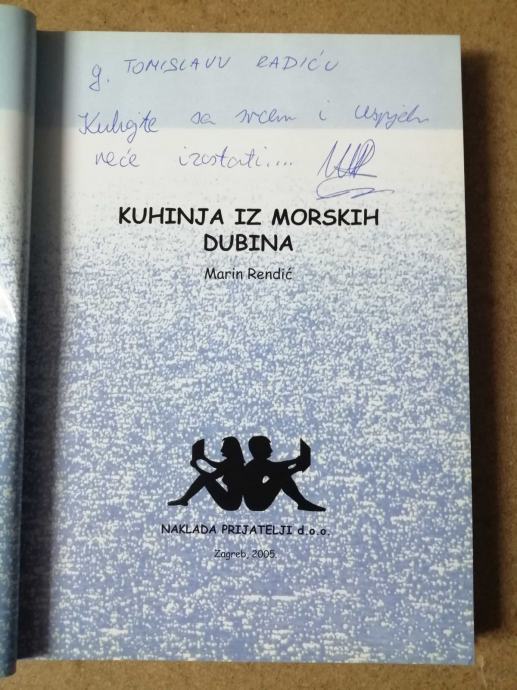 g. TOMISLAVU RADIĆU
Kuhajte sa srcem i uspjeh
neće izostati....
KUHINJA IZ MORSKIH
DUBINA
Marin Rendić
NAKLADA PRIJATELJI d.o.o.
Zagreb, 2005.